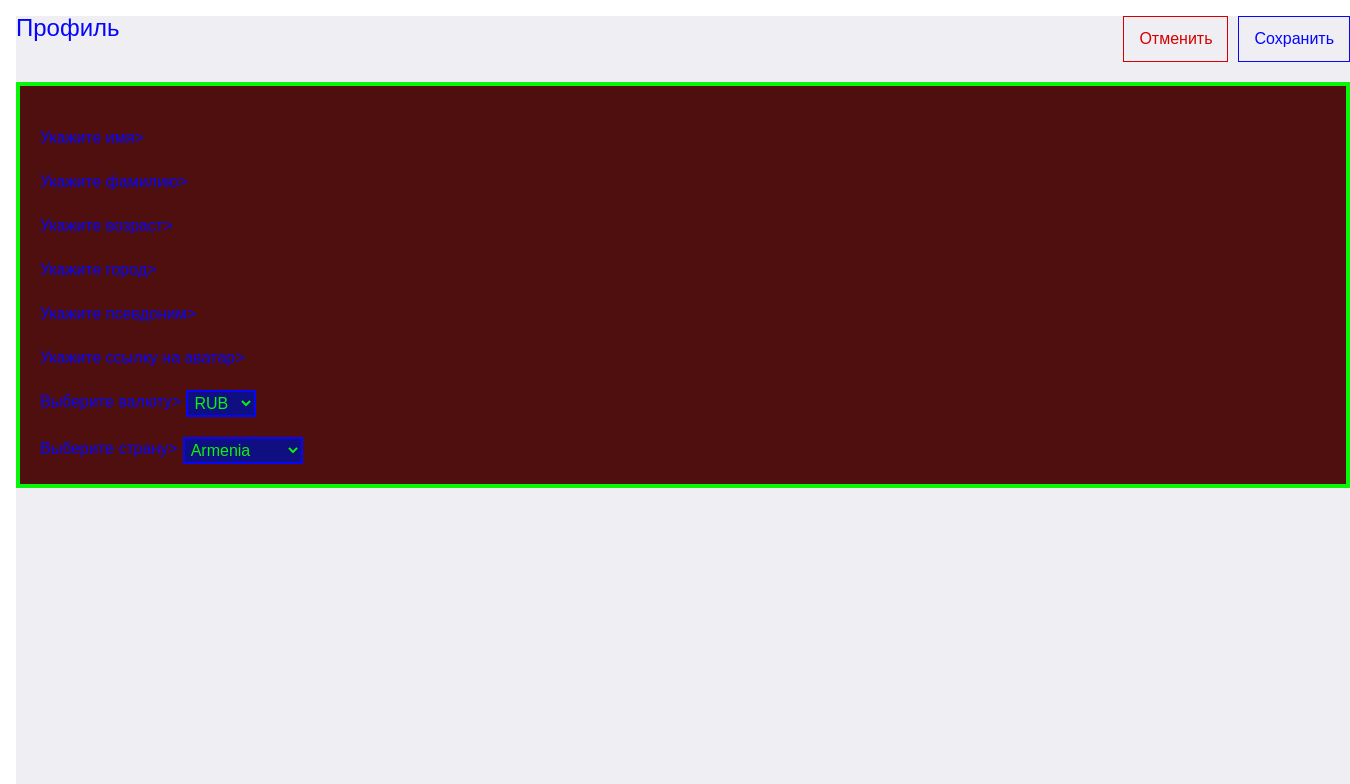 Профиль
Отменить
Сохранить
Укажите имя>
Укажите фамилию>
Укажите возраст>
Укажите город>
Укажите псевдоним>
Укажите ссылку на аватар>
Выберите валюту> RUB
Выберите страну> Armenia